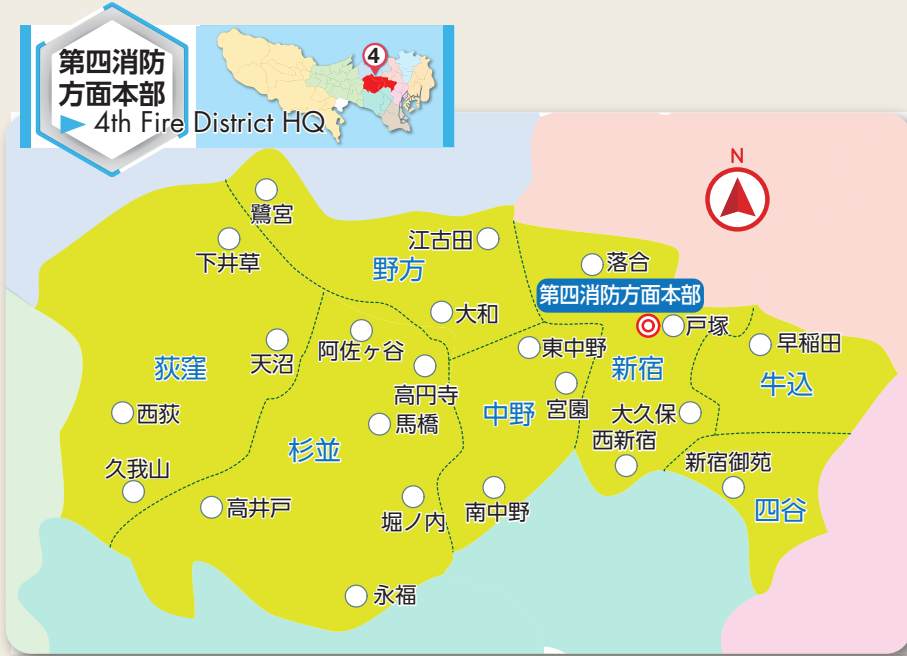 第四消防
方面本部
4th Fire District HQ
4
N
鷺宮
下井草
江古田
野方
落合
第四消防方面本部
大和
戸塚
阿佐ヶ谷
東中野
早稲田
天沼
荻窪
新宿
高円寺
牛込
西荻
中野
宮園
大久保
馬橋
西新宿
杉並
久我山
新宿御苑
高井戸
堀ノ内
南中野
四谷
永福